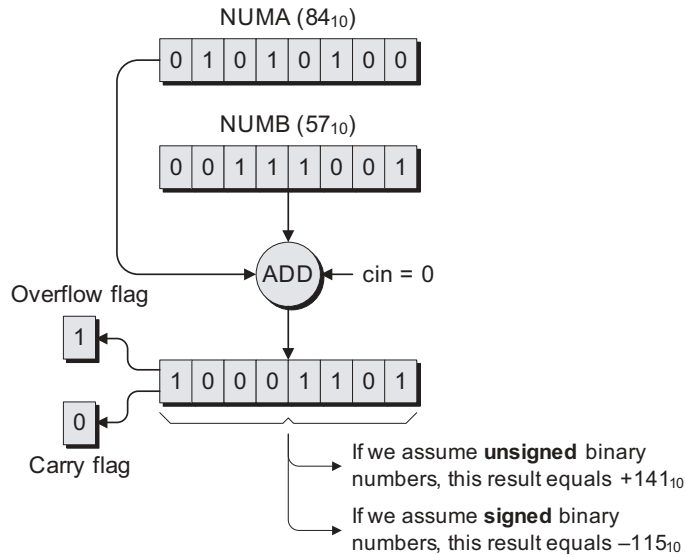 NUMA (84₁₀)
0 1 0 1 0 1 0 0
NUMB (57₁₀)
0 0 1 1 1 0 0 1
ADD
cin = 0
Overflow flag
1
1 0 0 0 1 1 0 1
0
Carry flag
If we assume unsigned binary
numbers, this result equals +141₁₀
If we assume signed binary
numbers, this result equals –115₁₀